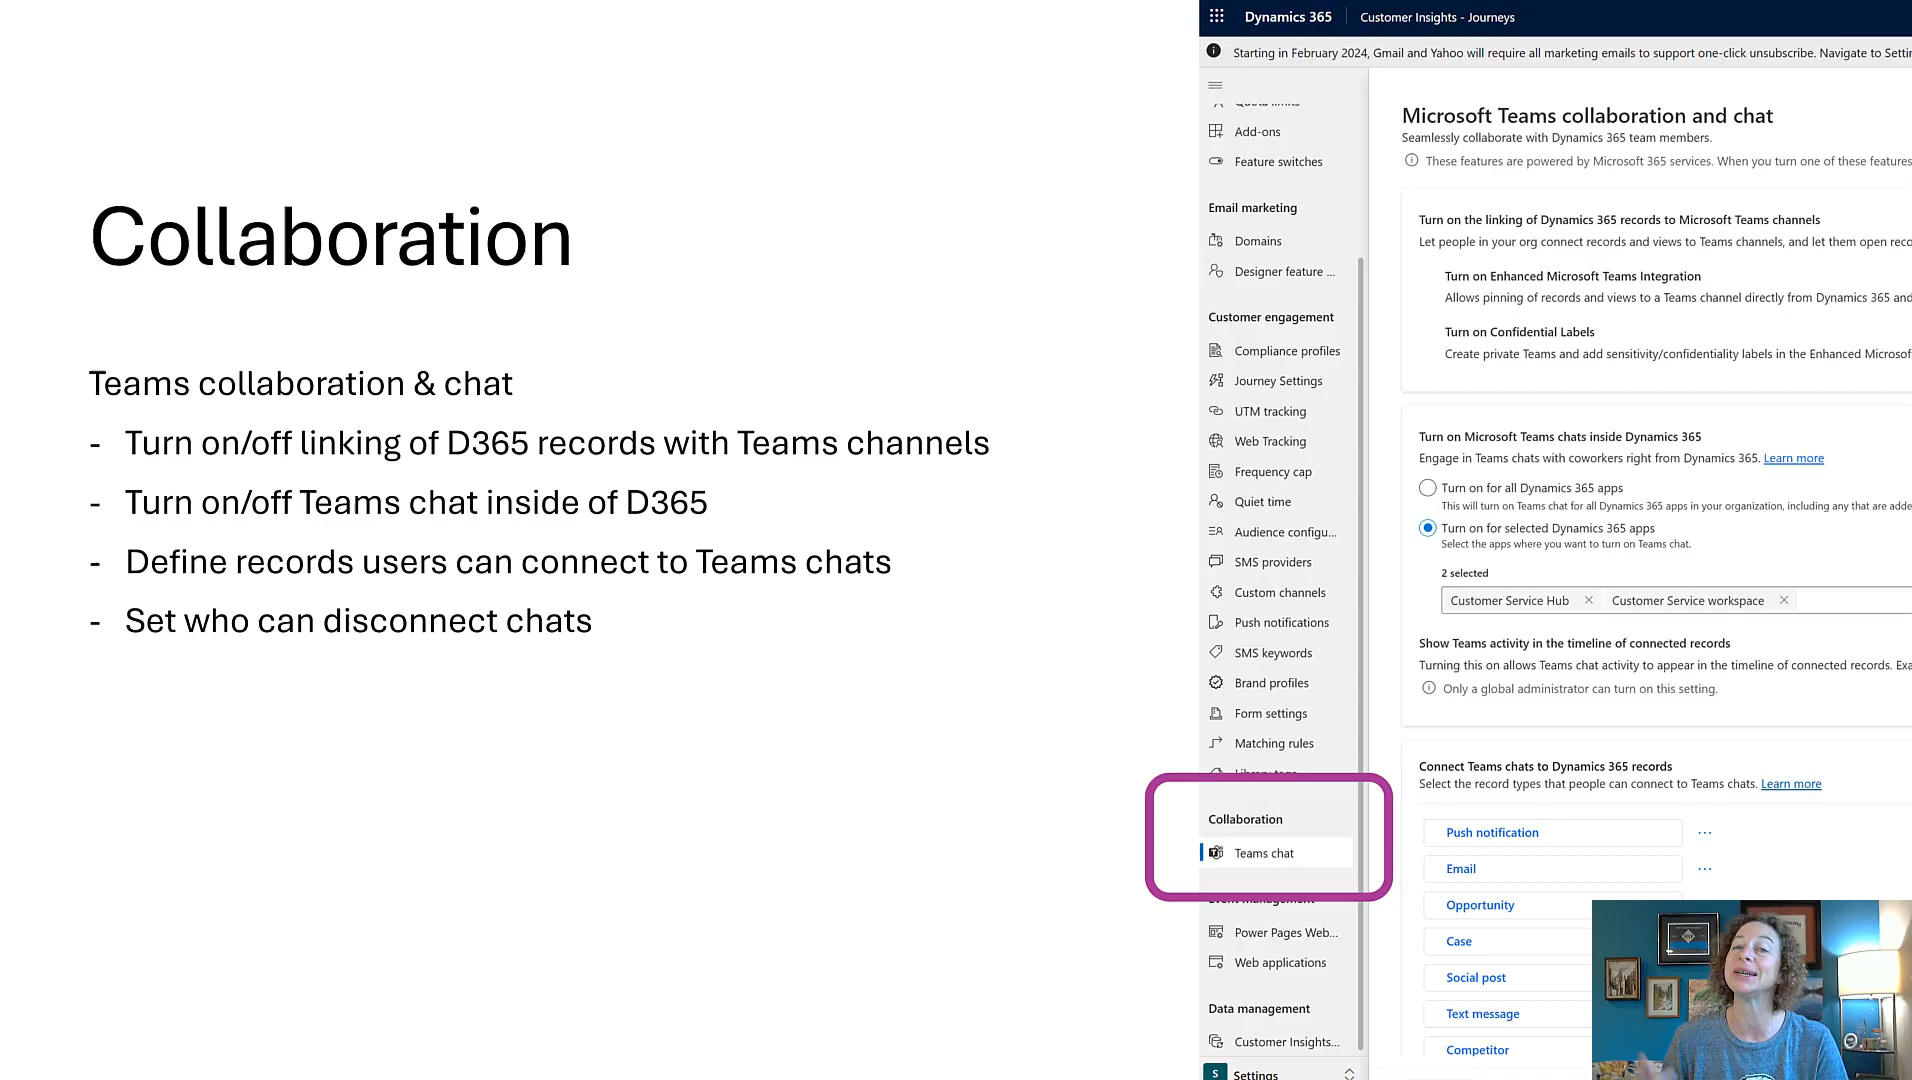 Collaboration
Teams collaboration & chat
- Turn on/off linking of D365 records with Teams channels
- Turn on/off Teams chat inside of D365
- Define records users can connect to Teams chats
- Set who can disconnect chats
Dynamics 365
Customer Insights - Journeys
Starting in February 2024, Gmail and Yahoo will require all marketing emails to support one-click unsubscribe. Navigate to
Add-ons
Feature switches
Email marketing
Domains
Designer feature ...
Customer engagement
Compliance profiles
Journey Settings
UTM tracking
Web Tracking
Frequency cap
Quiet time
Audience configu...
SMS providers
Custom channels
Push notifications
SMS keywords
Brand profiles
Form settings
Matching rules
Collaboration
Teams chat
Power Pages Web...
Web applications
Data management
Customer Insights...
S
Settings
Microsoft Teams collaboration and chat
Seamlessly collaborate with Dynamics 365 team members.
These features are powered by Microsoft 365 services. When you turn one of these features
Turn on the linking of Dynamics 365 records to Microsoft Teams channels
Let people in your org connect records and views to Teams channels, and let them open
Turn on Enhanced Microsoft Teams Integration
Allows pinning of records and views to a Teams channel directly from Dynamics 365 and
Turn on Confidential Labels
Create private Teams and add sensitivity/confidentiality labels in the Enhanced
Turn on Microsoft Teams chats inside Dynamics 365
Engage in Teams chats with coworkers right from Dynamics 365. Learn more
Turn on for all Dynamics 365 apps
This will turn on Teams chat for all Dynamics 365 apps in your organization, including any that are
Turn on for selected Dynamics 365 apps
Select the apps where you want to turn on Teams chat.
2 selected
Customer Service Hub
Customer Service workspace
Show Teams activity in the timeline of connected records
Turning this on allows Teams chat activity to appear in the timeline of connected records.
Only a global administrator can turn on this setting.
Connect Teams chats to Dynamics 365 records
Select the record types that people can connect to Teams chats. Learn more
Push notification
Email
Opportunity
Case
Social post
Text message
Competitor